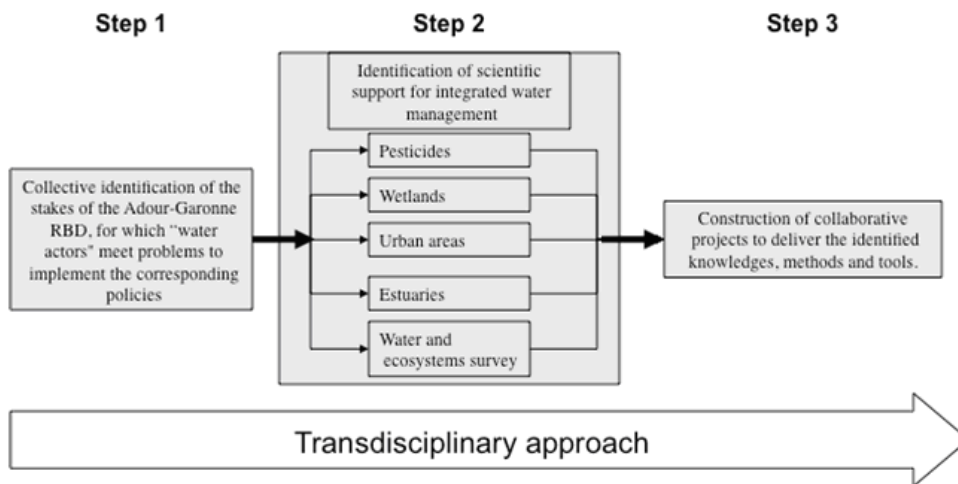 Step 1
Step 2
Step 3
Collective identification of the
stakes of the Adour-Garonne
RBD, for which “water
actors" meet problems to
implement the corresponding
policies
Identification of scientific
support for integrated water
management
Pesticides
Wetlands
Urban areas
Estuaries
Water and
ecosystems survey
Construction of collaborative
projects to deliver the identified
knowledges, methods and tools.
Transdisciplinary approach